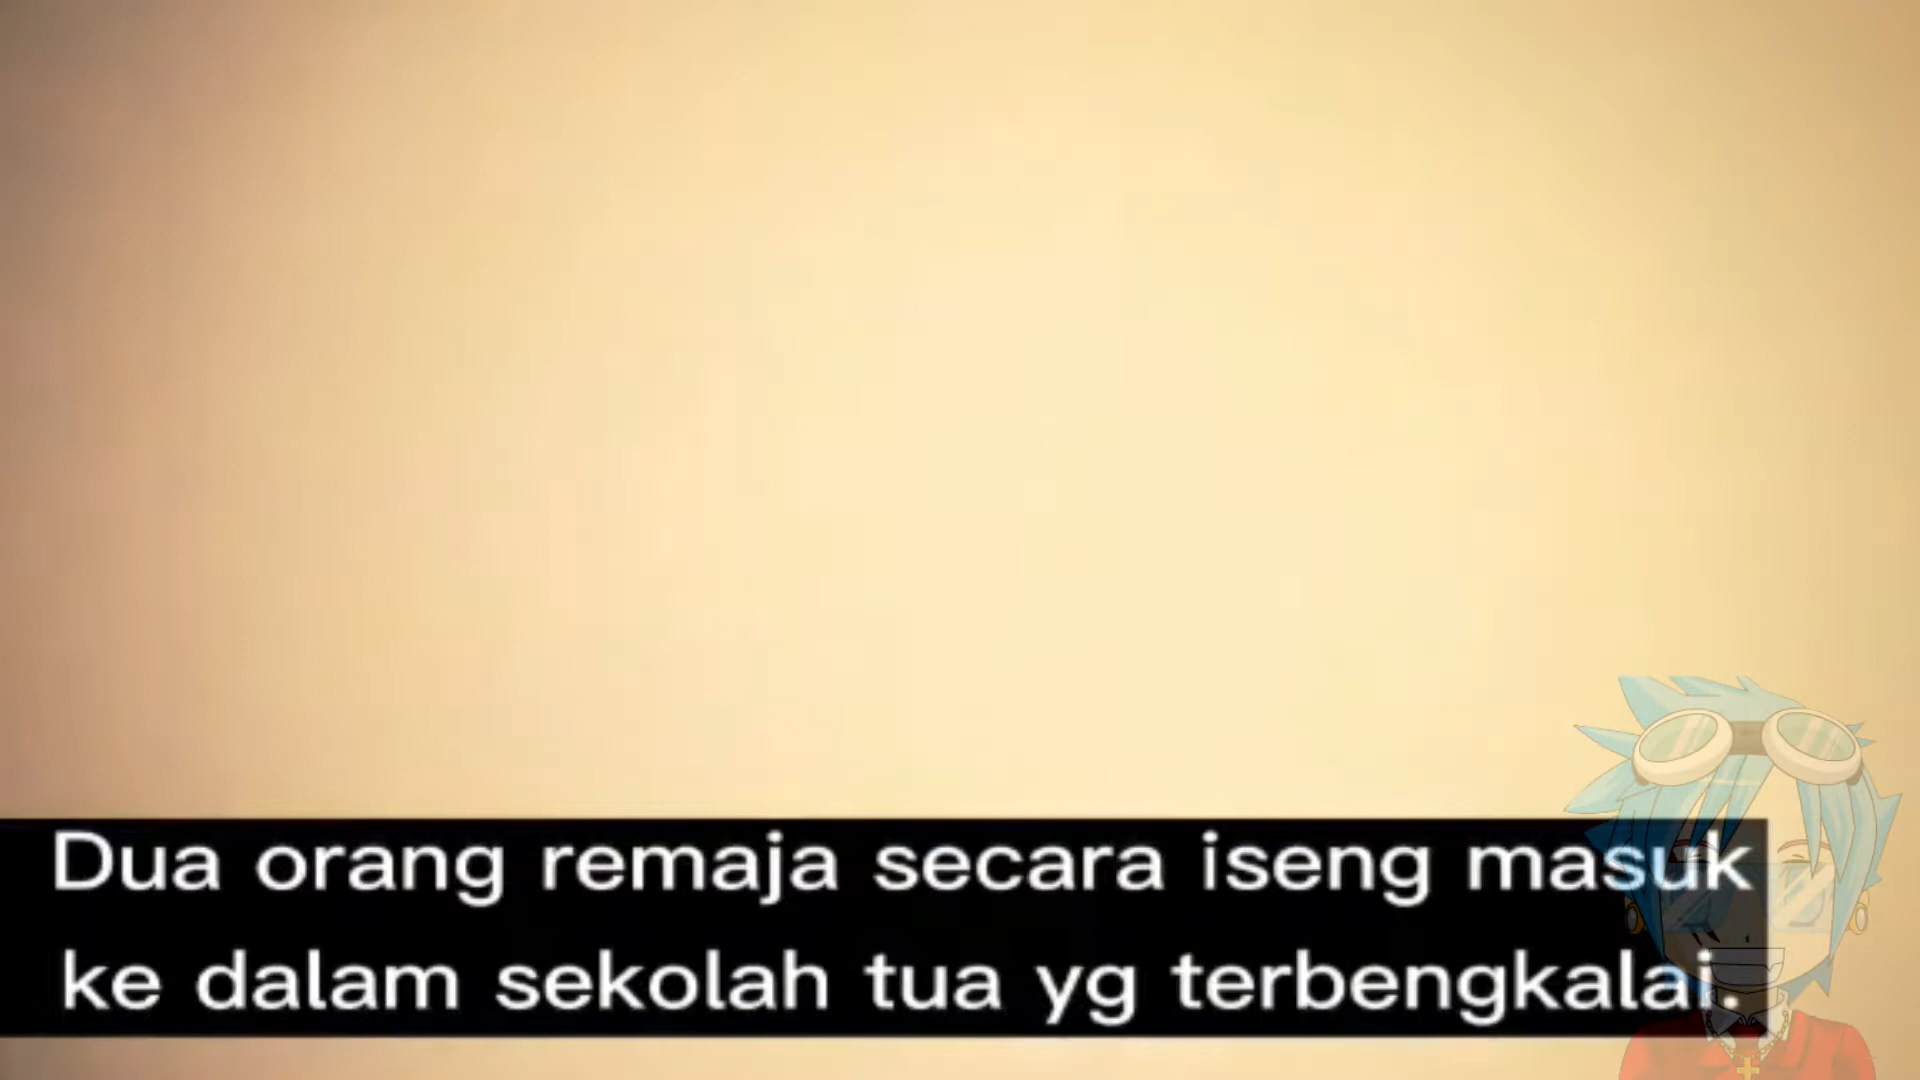 Dua orang remaja secara iseng masuk
ke dalam sekolah tua yg terbengkalai.